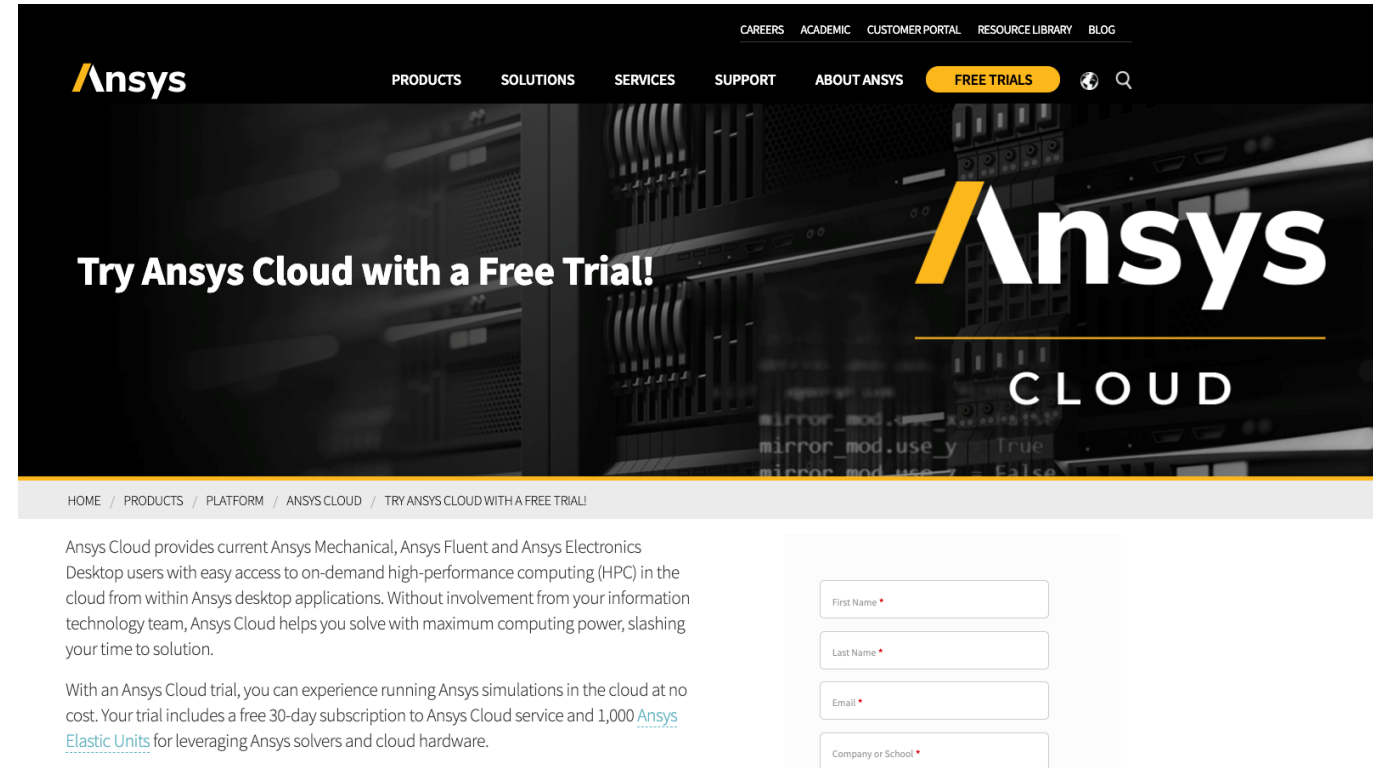 CAREERS ACADEMIC CUSTOMER PORTAL RESOURCE LIBRARY BLOG
Ansys
PRODUCTS SOLUTIONS SERVICES SUPPORT ABOUT ANSYS FREE TRIALS
Try Ansys Cloud with a Free Trial!
Ansys
CLOUD
mirror_mod.use_y = True
= False
HOME / PRODUCTS / PLATFORM / ANSYS CLOUD / TRY ANSYS CLOUD WITH A FREE TRIAL!
Ansys Cloud provides current Ansys Mechanical, Ansys Fluent and Ansys Electronics
Desktop users with easy access to on-demand high-performance computing (HPC) in the
cloud from within Ansys desktop applications. Without involvement from your information
technology team, Ansys Cloud helps you solve with maximum computing power, slashing
your time to solution.
With an Ansys Cloud trial, you can experience running Ansys simulations in the cloud at no
cost. Your trial includes a free 30-day subscription to Ansys Cloud service and 1,000 Ansys
Elastic Units for leveraging Ansys solvers and cloud hardware.
First Name *
Last Name *
Email *
Company or School *